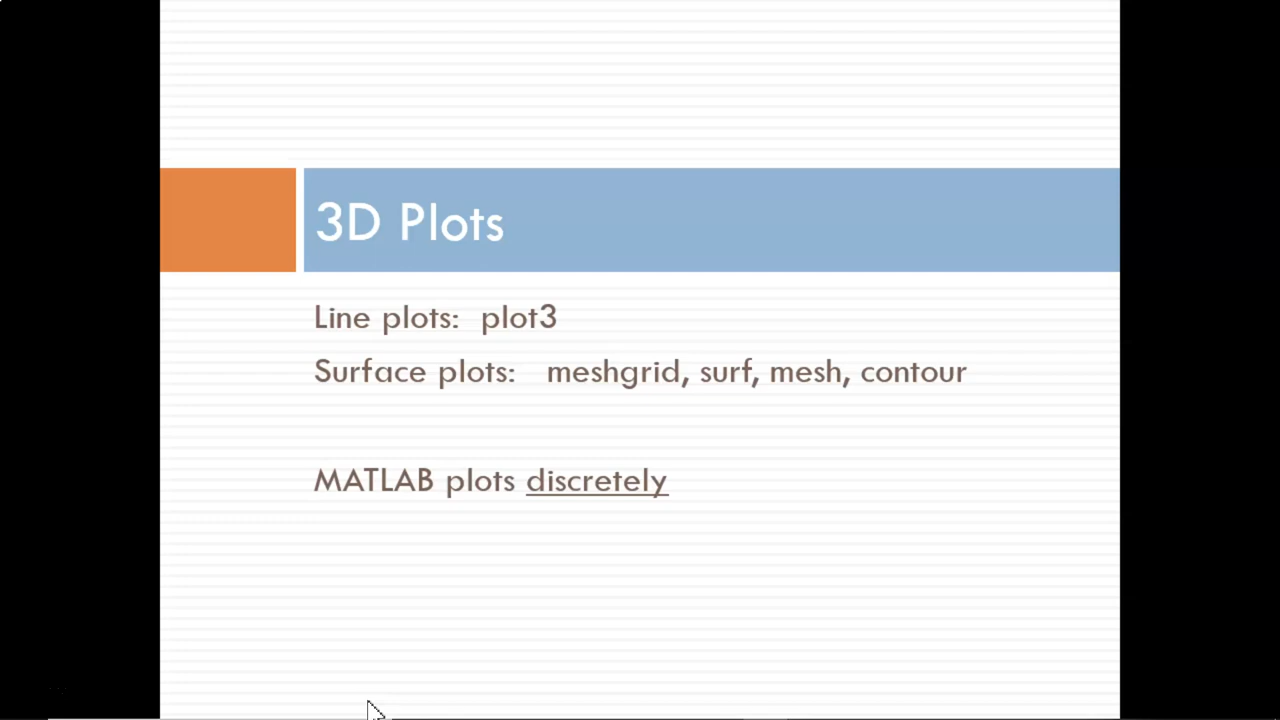 3D Plots
Line plots: plot3
Surface plots: meshgrid, surf, mesh, contour
MATLAB plots discretely